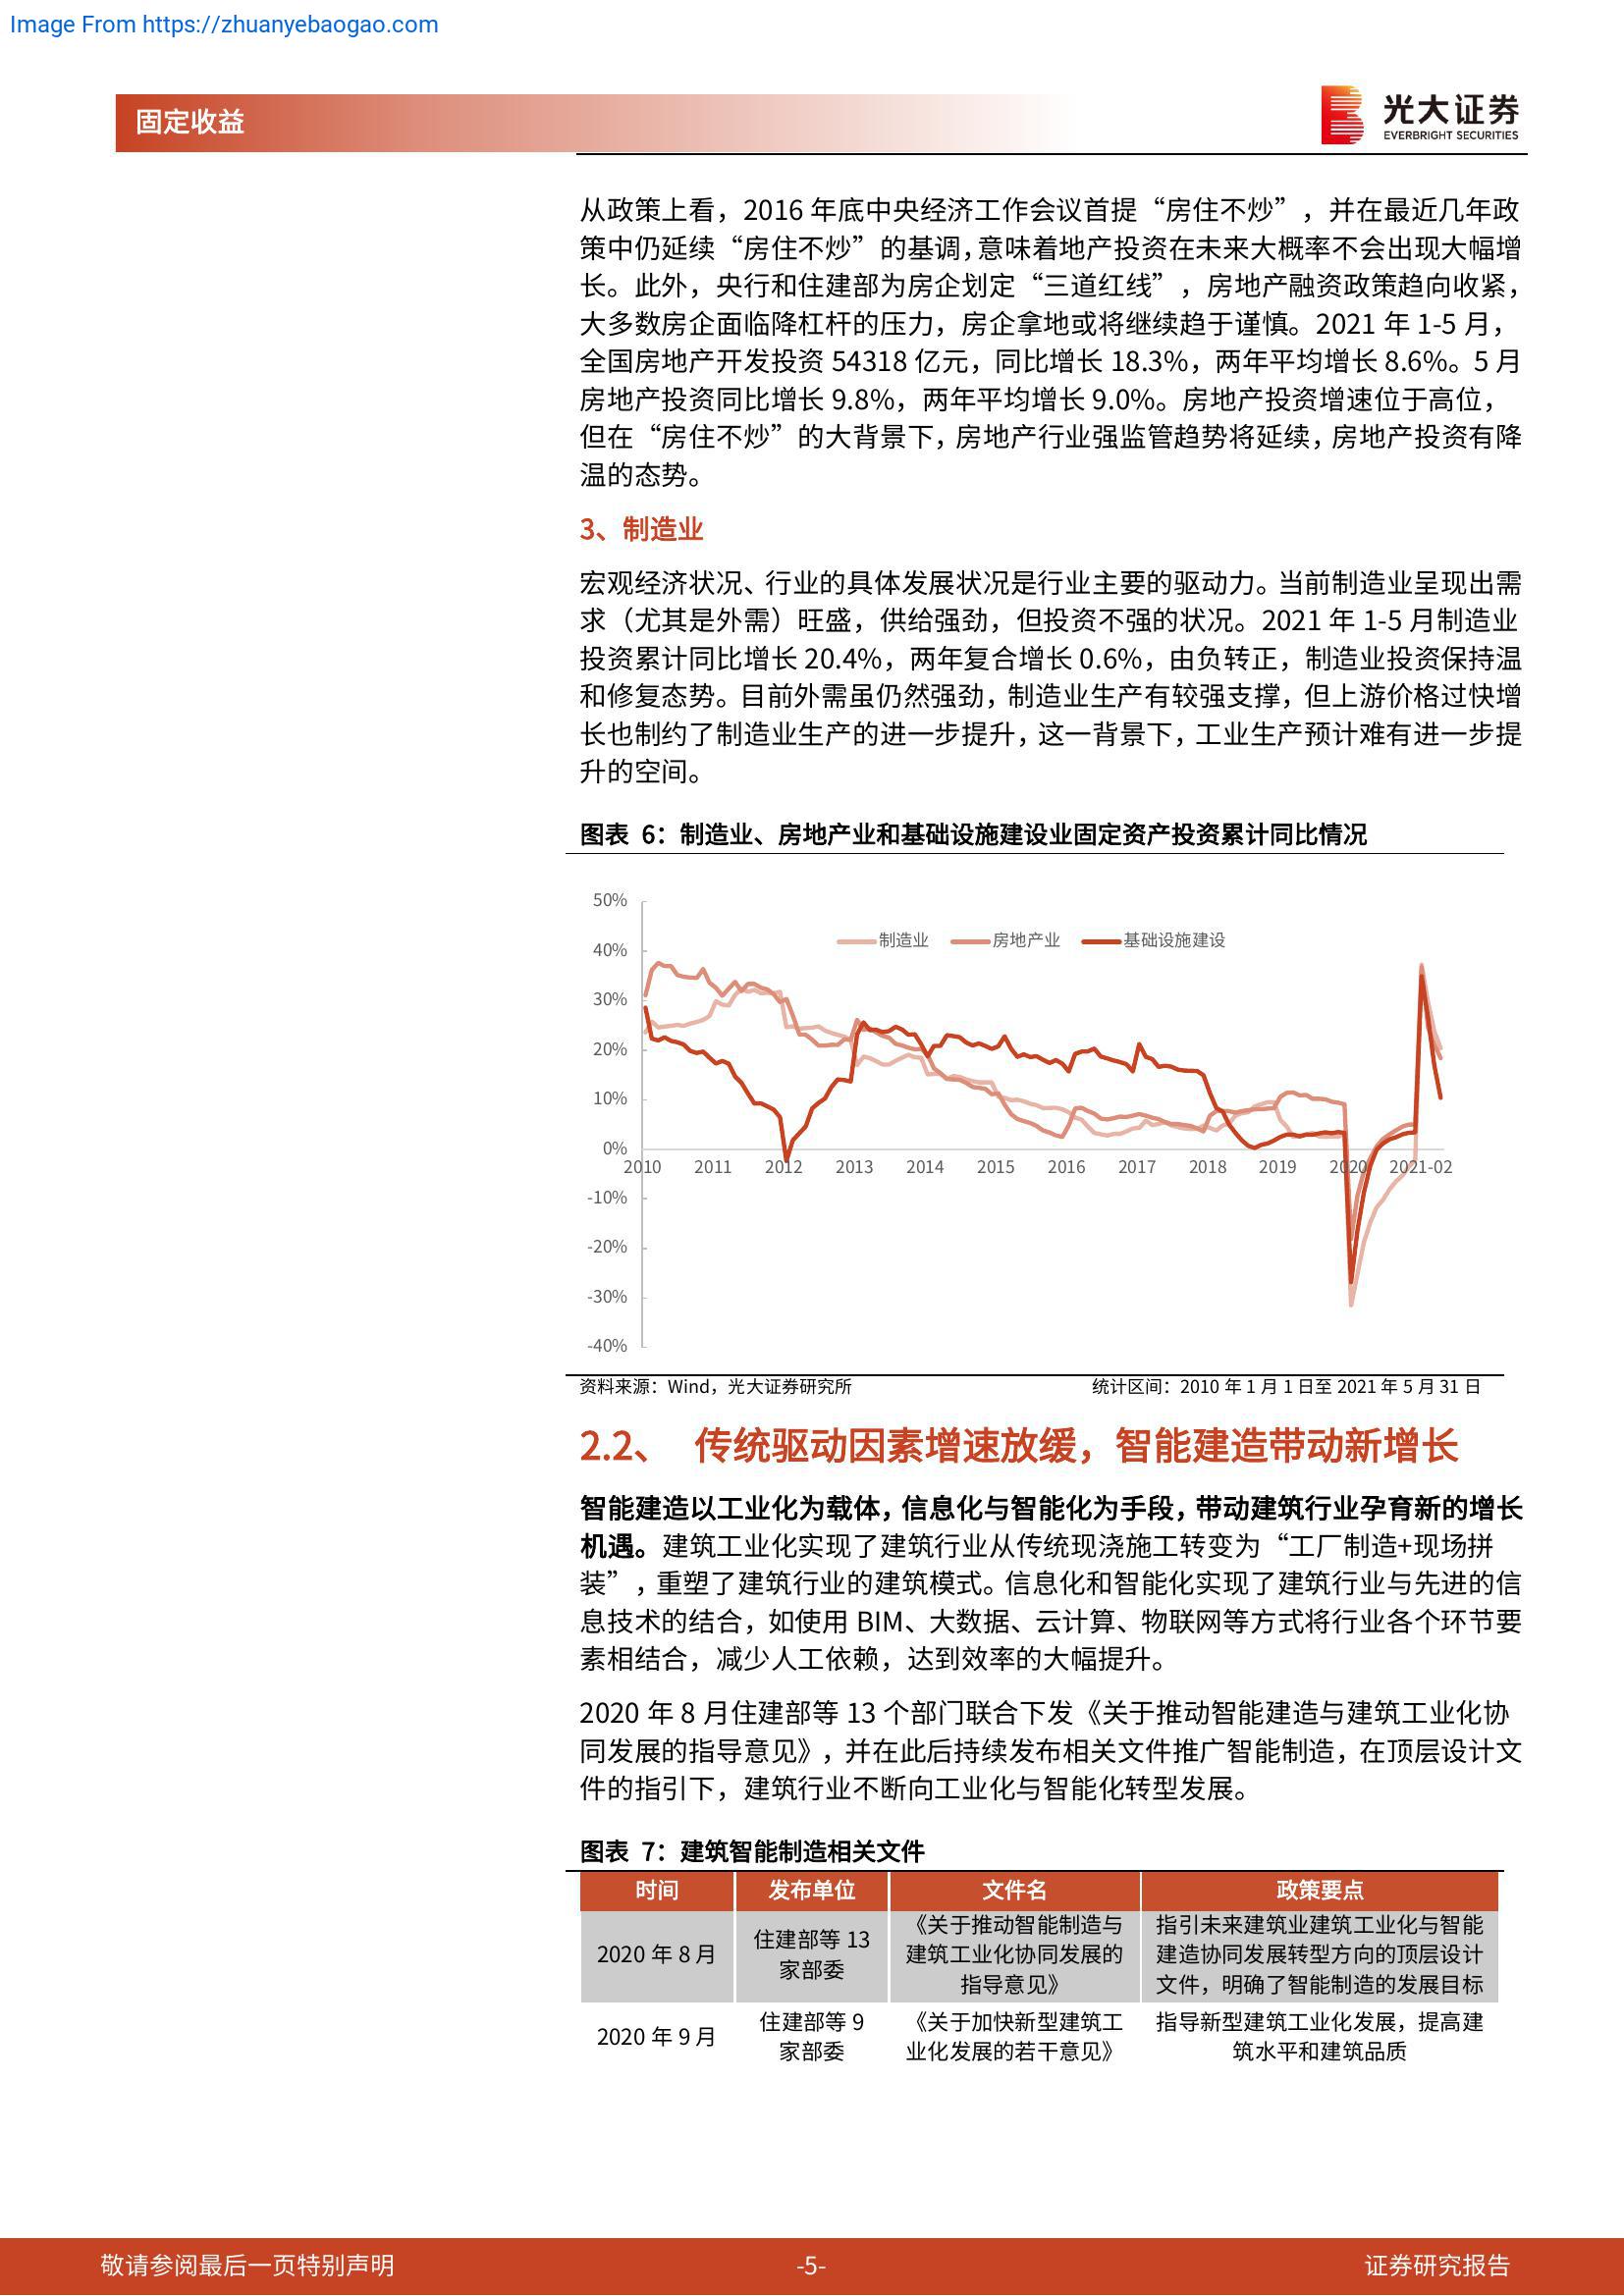 Image From https://zhuanyebaogao.com
固定收益
光大证券
EVERBRIGHT SECURITIES
从政策上看，2016 年底中央经济工作会议首提“房住不炒”，并在最近几年政
策中仍延续“房住不炒”的基调，意味着地产投资在未来大概率不会出现大幅增
长。此外，央行和住建部为房企划定“三道红线”，房地产融资政策趋向收紧，
大多数房企面临降杠杆的压力，房企拿地或将继续趋于谨慎。2021 年 1-5 月，
全国房地产开发投资 54318 亿元，同比增长 18.3%，两年平均增长 8.6%。5 月
房地产投资同比增长 9.8%，两年平均增长 9.0%。房地产投资增速位于高位，
但在“房住不炒”的大背景下，房地产行业强监管趋势将延续，房地产投资有降
温的态势。
3、制造业
宏观经济状况、行业的具体发展状况是行业主要的驱动力。当前制造业呈现出需
求（尤其是外需）旺盛，供给强劲，但投资不强的状况。2021 年 1-5 月制造业
投资累计同比增长 20.4%，两年复合增长 0.6%，由负转正，制造业投资保持温
和修复态势。目前外需虽仍然强劲，制造业生产有较强支撑，但上游价格过快增
长也制约了制造业生产的进一步提升，这一背景下，工业生产预计难有进一步提
升的空间。
图表 6：制造业、房地产业和基础设施建设业固定资产投资累计同比情况
50%
制造业 房地产业 基础设施建设
40%
30%
20%
10%
0%
2010 2011 2012 2013 2014 2015 2016 2017 2018 2019 2020 2021-02
-10%
-20%
-30%
-40%
资料来源：Wind，光大证券研究所 统计区间：2010 年 1 月 1 日至 2021 年 5 月 31 日
2.2、 传统驱动因素增速放缓，智能建造带动新增长
智能建造以工业化为载体，信息化与智能化为手段，带动建筑行业孕育新的增长
机遇。建筑工业化实现了建筑行业从传统现浇施工转变为“工厂制造+现场拼
装”，重塑了建筑行业的建筑模式。信息化和智能化实现了建筑行业与先进的信
息技术的结合，如使用 BIM、大数据、云计算、物联网等方式将行业各个环节要
素相结合，减少人工依赖，达到效率的大幅提升。
2020 年 8 月住建部等 13 个部门联合下发《关于推动智能建造与建筑工业化协
同发展的指导意见》，并在此后持续发布相关文件推广智能制造，在顶层设计文
件的指引下，建筑行业不断向工业化与智能化转型发展。
图表 7：建筑智能制造相关文件
时间 发布单位 文件名 政策要点
2020 年 8 月
住建部等 13
家部委
《关于推动智能制造与
建筑工业化协同发展的
指导意见》
指引未来建筑业建筑工业化与智能
建造协同发展转型方向的顶层设计
文件，明确了智能制造的发展目标
2020 年 9 月
住建部等 9
家部委
《关于加快新型建筑工
业化发展的若干意见》
指导新型建筑工业化发展，提高建
筑水平和建筑品质
敬请参阅最后一页特别声明 -5- 证券研究报告